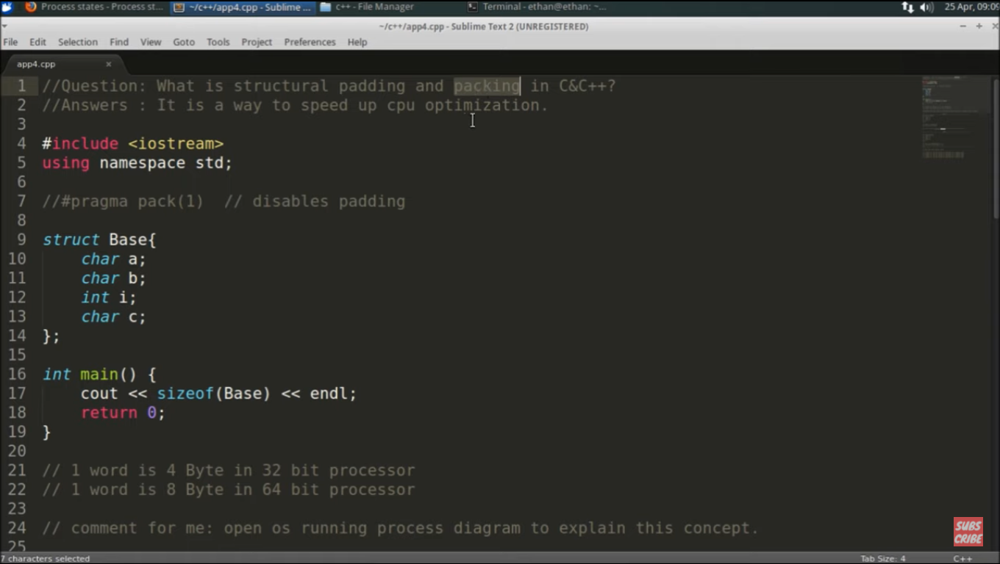 Process states - Process st...
~/c++/app4.cpp - Sublime ...
c++ - File Manager
Terminal - ethan@ethan: ~...
25 Apr, 09:09
~/c++/app4.cpp - Sublime Text 2 (UNREGISTERED)
File Edit Selection Find View Goto Tools Project Preferences Help
app4.cpp
1 //Question: What is structural padding and packing in C&C++?
2 //Answers : It is a way to speed up cpu optimization.
3
4 #include <iostream>
5 using namespace std;
6
7 //#pragma pack(1)  // disables padding
8
9 struct Base{
10     char a;
11     char b;
12     int i;
13     char c;
14 };
15
16 int main() {
17     cout << sizeof(Base) << endl;
18     return 0;
19 }
20
21 // 1 word is 4 Byte in 32 bit processor
22 // 1 word is 8 Byte in 64 bit processor
23
24 // comment for me: open os running process diagram to explain this concept.
25
SUBS
CRIBE
7 characters selected
Tab Size: 4
C++